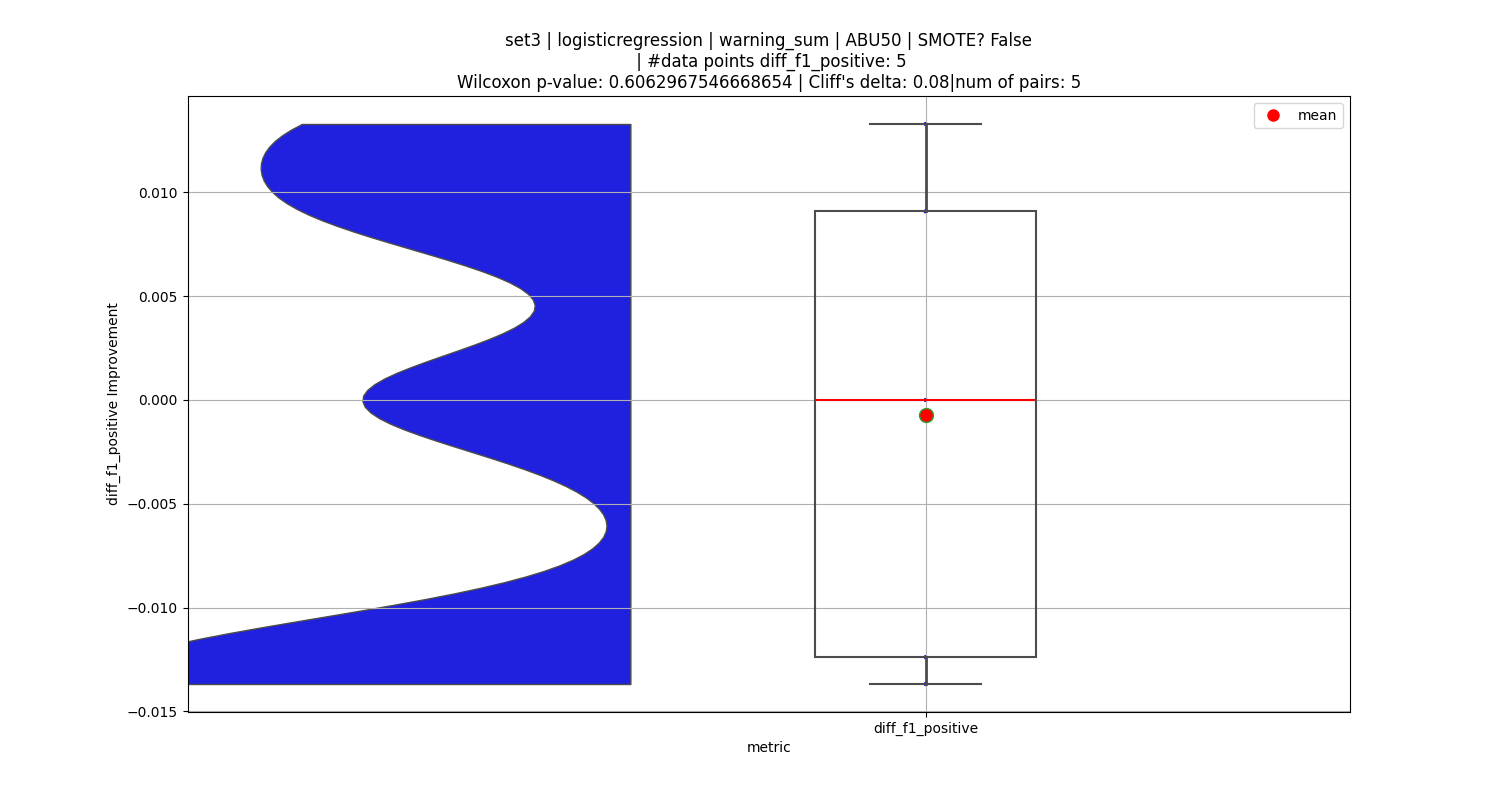 set3 | logisticregression | warning_sum | ABU50 | SMOTE? False
| #data points diff_f1_positive: 5
Wilcoxon p-value: 0.6062967546668654 | Cliff's delta: 0.08|num of pairs: 5
mean
0.010
0.005
0.000
−0.005
−0.010
−0.015
diff_f1_positive Improvement
diff_f1_positive
metric